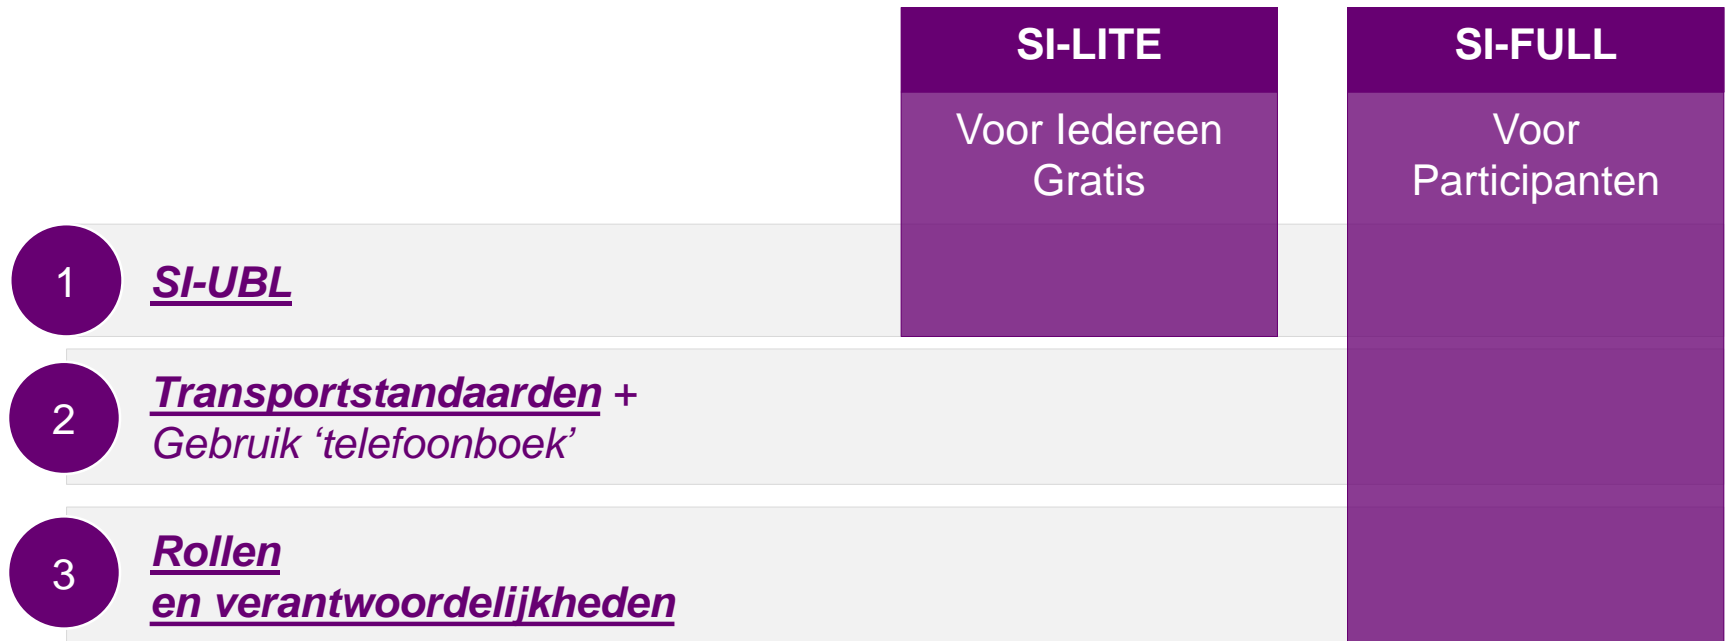 SI-LITE
SI-FULL
Voor Iedereen
Gratis
Voor
Participanten
1
SI-UBL
2
Transportstandaarden +
Gebruik ‘telefoonboek’
3
Rollen
en verantwoordelijkheden